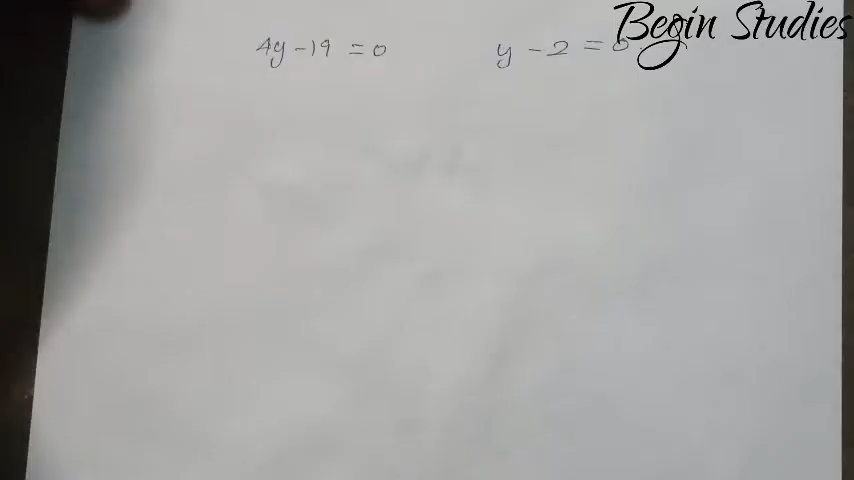 Begin Studies
4y - 19 = 0 y - 2 = 0